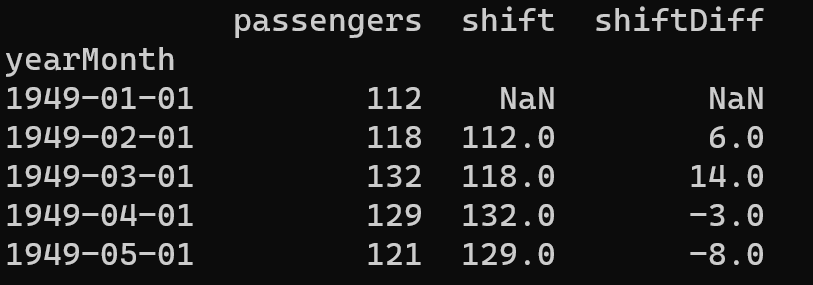 passengers shift shiftDiff
yearMonth
1949-01-01 112 NaN NaN
1949-02-01 118 112.0 6.0
1949-03-01 132 118.0 14.0
1949-04-01 129 132.0 -3.0
1949-05-01 121 129.0 -8.0